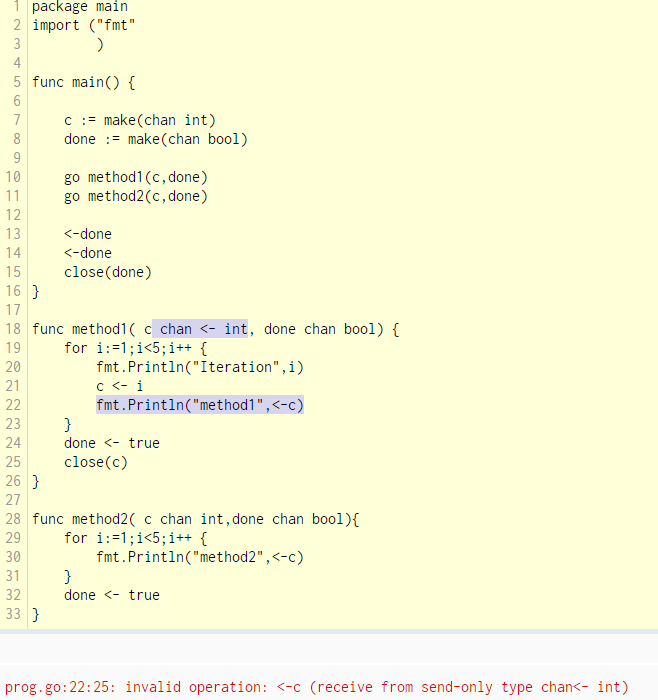 1 package main
2 import ("fmt"
3         )
4
5 func main() {
6
7     c := make(chan int)
8     done := make(chan bool)
9
10     go method1(c,done)
11     go method2(c,done)
12
13     <-done
14     <-done
15     close(done)
16 }
17
18 func method1( c chan <- int, done chan bool) {
19     for i:=1;i<5;i++ {
20         fmt.Println("Iteration",i)
21         c <- i
22         fmt.Println("method1",<-c)
23     }
24     done <- true
25     close(c)
26 }
27
28 func method2( c chan int,done chan bool){
29     for i:=1;i<5;i++ {
30         fmt.Println("method2",<-c)
31     }
32     done <- true
33 }
prog.go:22:25: invalid operation: <-c (receive from send-only type chan<- int)